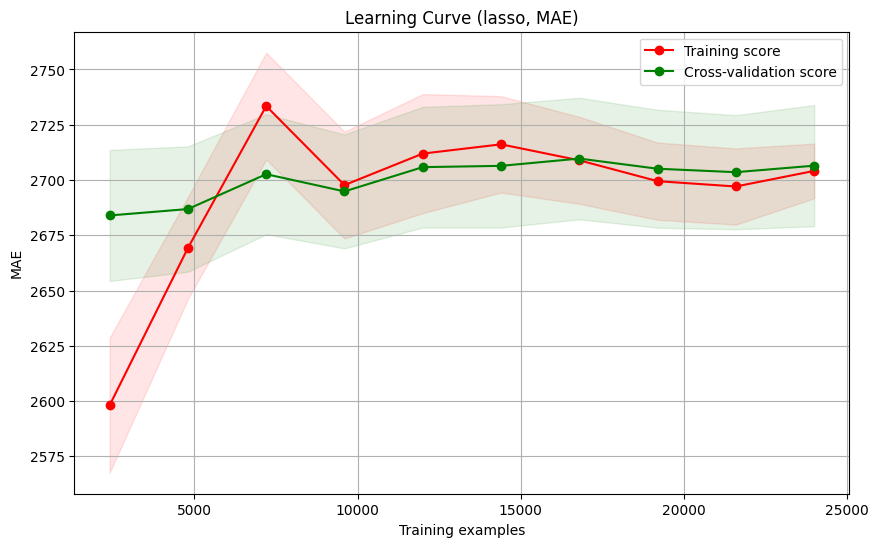 Learning Curve (lasso, MAE)
Training score
Cross-validation score
MAE
2750
2725
2700
2675
2650
2625
2600
2575
5000 10000 15000 20000 25000
Training examples